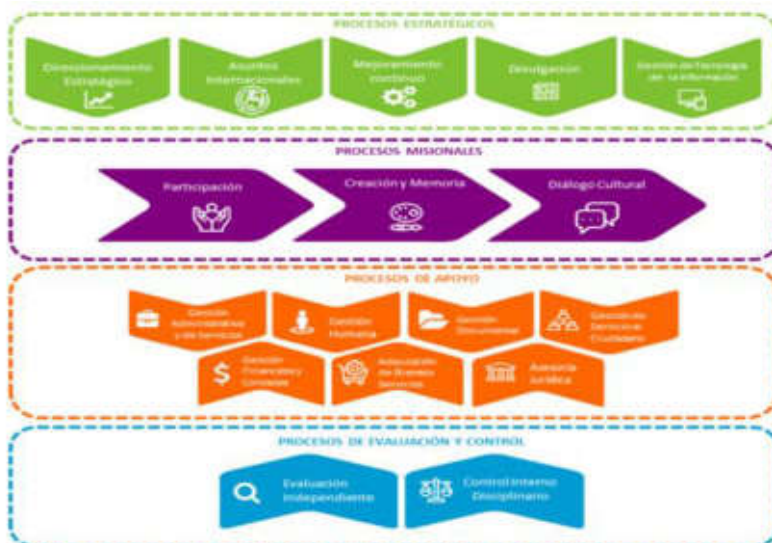 PROCESOS ESTRATÉGICOS
Direccionamiento
Estratégico
Asuntos
Internacionales
Mejoramiento
continuo
Divulgación
Gestión de Tecnología
de la Información
PROCESOS MISIONALES
Participación
Creación y Memoria
Diálogo Cultural
PROCESOS DE APOYO
Gestión
Administrativa
y de Servicios
Gestión
Humana
Gestión
Documental
Gestión de
Servicio al
Ciudadano
$
Gestión
Financiera y
Contable
Adquisición
de Bienes y
Servicios
Asesoría
Jurídica
PROCESOS DE EVALUACIÓN Y CONTROL
Evaluación
Independiente
Control Interno
Disciplinario